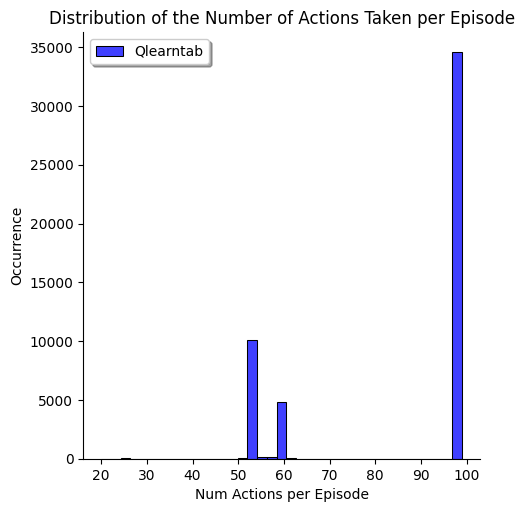 Distribution of the Number of Actions Taken per Episode
Qlearntab
35000
30000
25000
20000
15000
10000
5000
0
Occurrence
20 30 40 50 60 70 80 90 100
Num Actions per Episode